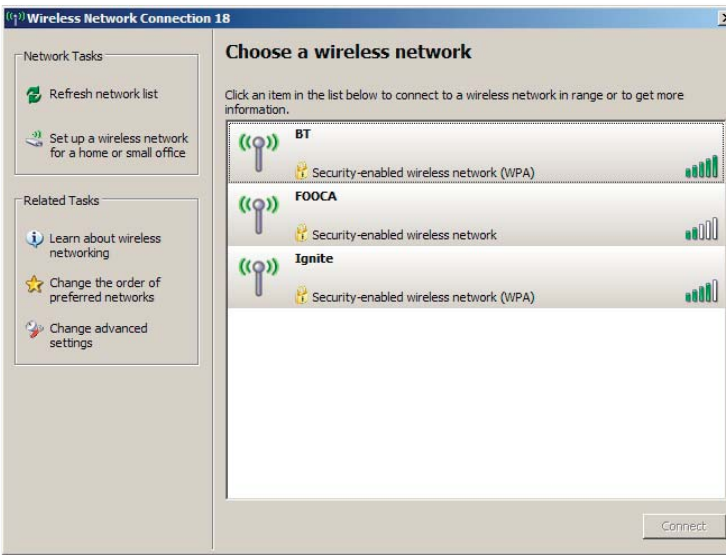 Wireless Network Connection 18
Network Tasks
Refresh network list
Set up a wireless network
for a home or small office
Related Tasks
Learn about wireless
networking
Change the order of
preferred networks
Change advanced
settings
Choose a wireless network
Click an item in the list below to connect to a wireless network in range or to get more
information.
BT
Security-enabled wireless network (WPA)
FOOCA
Security-enabled wireless network
Ignite
Security-enabled wireless network (WPA)
Connect